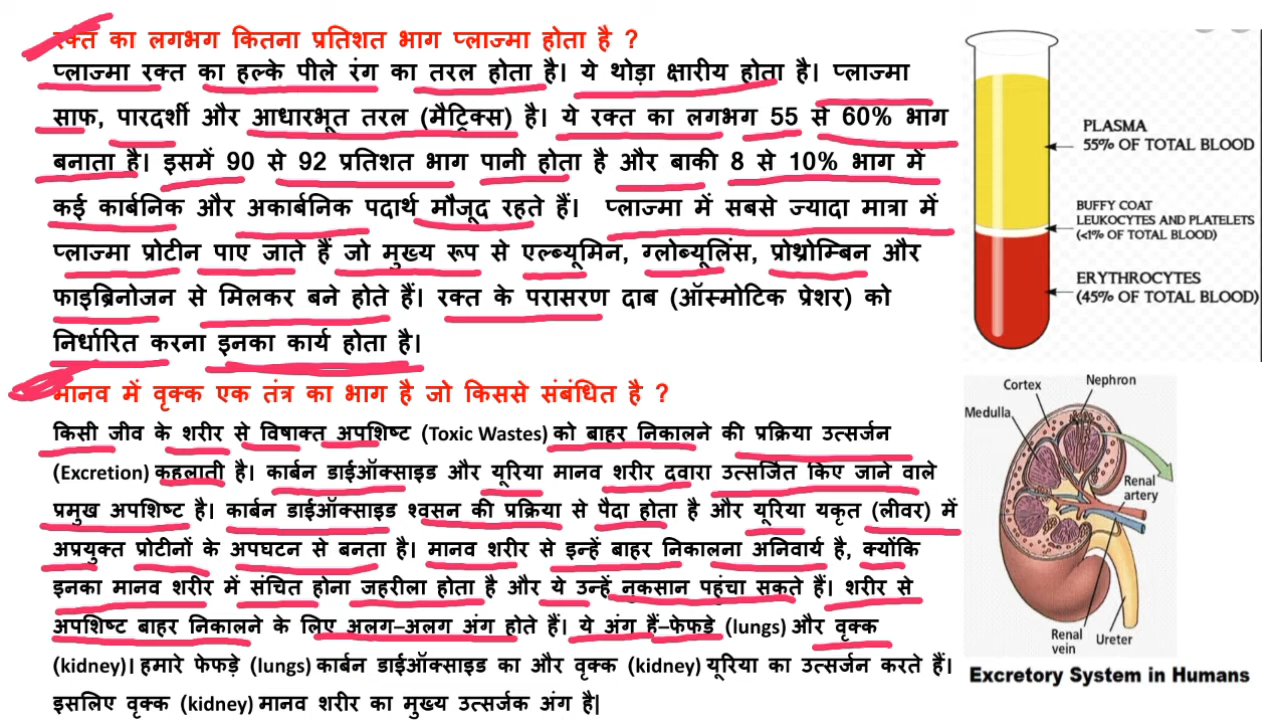 रक्त का लगभग कितना प्रतिशत भाग प्लाज्मा होता है ?
प्लाज्मा रक्त का हल्के पीले रंग का तरल होता है। ये थोड़ा क्षारीय होता है। प्लाज्मा
साफ, पारदर्शी और आधारभूत तरल (मैट्रिक्स) है। ये रक्त का लगभग 55 से 60% भाग
बनाता है। इसमें 90 से 92 प्रतिशत भाग पानी होता है और बाकी 8 से 10% भाग में
कई कार्बनिक और अकार्बनिक पदार्थ मौजूद रहते हैं। प्लाज्मा में सबसे ज्यादा मात्रा में
प्लाज्मा प्रोटीन पाए जाते हैं जो मुख्य रूप से एल्ब्यूमिन, ग्लोब्यूलिंस, प्रोथ्रोम्बिन और
फाइब्रिनोजन से मिलकर बने होते हैं। रक्त के परासरण दाब (ऑस्मोटिक प्रेशर) को
निर्धारित करना इनका कार्य होता है।
मानव में वृक्क एक तंत्र का भाग है जो किससे संबंधित है ?
किसी जीव के शरीर से विषाक्त अपशिष्ट (Toxic Wastes) को बाहर निकालने की प्रक्रिया उत्सर्जन
(Excretion) कहलाती है। कार्बन डाईऑक्साइड और यूरिया मानव शरीर दवारा उत्सर्जित किए जाने वाले
प्रमुख अपशिष्ट है। कार्बन डाईऑक्साइड श्वसन की प्रक्रिया से पैदा होता है और यूरिया यकृत (लीवर) में
अप्रयुक्त प्रोटीनों के अपघटन से बनता है। मानव शरीर से इन्हें बाहर निकालना अनिवार्य है, क्योंकि
इनका मानव शरीर में संचित होना जहरीला होता है और ये उन्हें नुकसान पहुंचा सकते हैं। शरीर से
अपशिष्ट बाहर निकालने के लिए अलग–अलग अंग होते हैं। ये अंग हैं–फेफडे (lungs) और वृक्क
(kidney)। हमारे फेफड़े (lungs) कार्बन डाईऑक्साइड का और वृक्क (kidney) यूरिया का उत्सर्जन करते हैं।
इसलिए वृक्क (kidney) मानव शरीर का मुख्य उत्सर्जक अंग है|
PLASMA
55% OF TOTAL BLOOD
BUFFY COAT
LEUKOCYTES AND PLATELETS
(<1% OF TOTAL BLOOD)
ERYTHROCYTES
(45% OF TOTAL BLOOD)
Cortex
Nephron
Medulla
Renal
artery
Renal
vein
Ureter
Excretory System in Humans